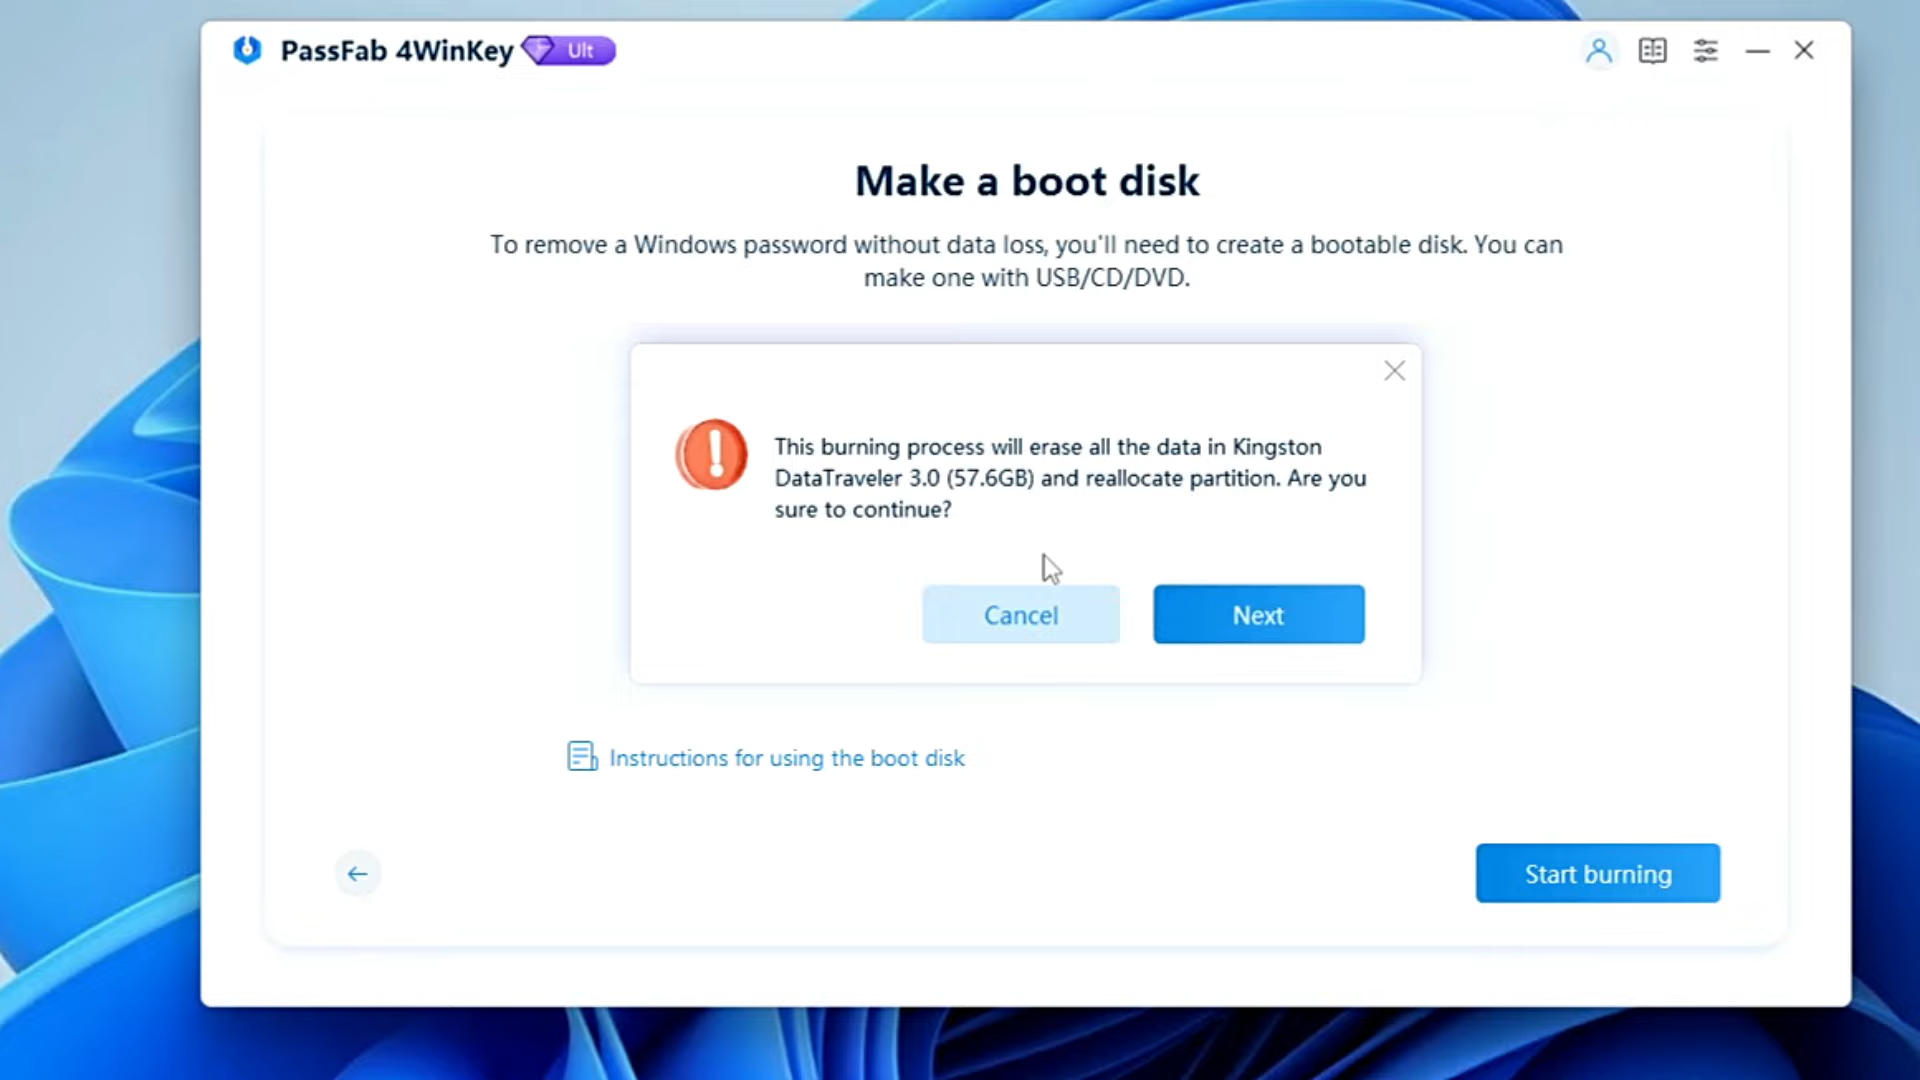 PassFab 4WinKey Ult
Make a boot disk
To remove a Windows password without data loss, you'll need to create a bootable disk. You can
make one with USB/CD/DVD.
This burning process will erase all the data in Kingston
DataTraveler 3.0 (57.6GB) and reallocate partition. Are you
sure to continue?
Cancel
Next
Instructions for using the boot disk
Start burning